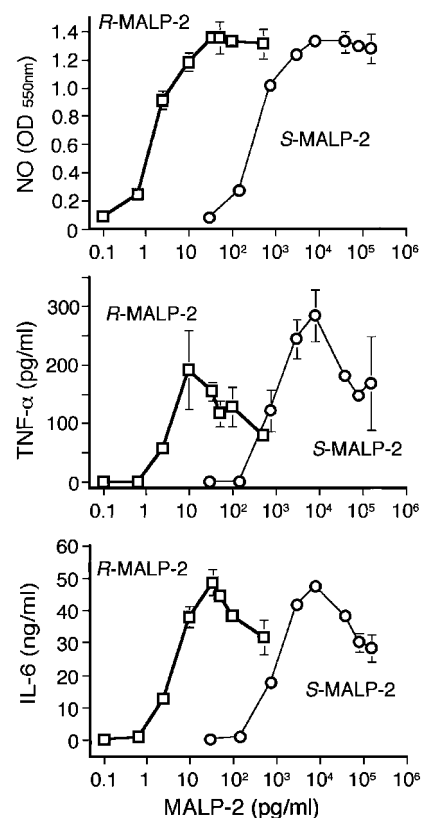 R-MALP-2
1.4
1.2
1.0
0.8
0.6
0.4
0.2
0
NO (OD 550nm)
S-MALP-2
0.1 1 10 10² 10³ 10⁴ 10⁵ 10⁶
R-MALP-2
300
200
100
0
TNF-α (pg/ml)
S-MALP-2
0.1 1 10 10² 10³ 10⁴ 10⁵ 10⁶
60
R-MALP-2
50
40
30
20
10
0
IL-6 (ng/ml)
S-MALP-2
0.1 1 10 10² 10³ 10⁴ 10⁵ 10⁶
MALP-2 (pg/ml)